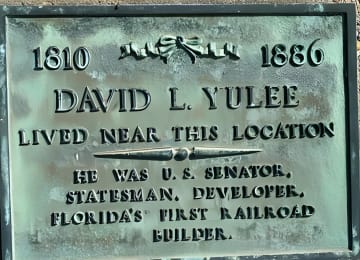 1810 1886
DAVID L. YULEE
LIVED NEAR THIS LOCATION
HE WAS U.S. SENATOR,
STATESMAN, DEVELOPER,
FLORIDA'S FIRST RAILROAD
BUILDER.